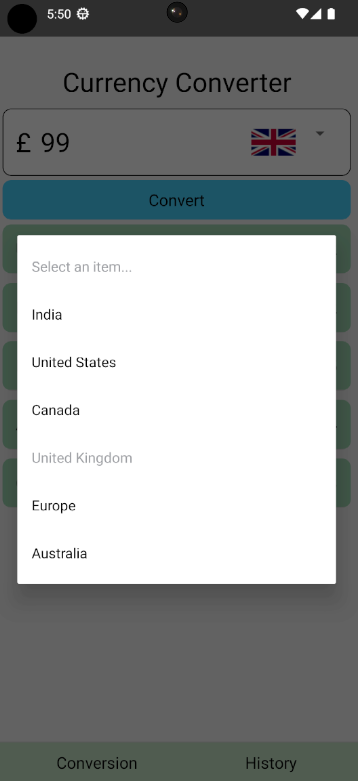 5:50
Currency Converter
£ 99
Convert
Select an item...
India
United States
Canada
United Kingdom
Europe
Australia
Conversion
History